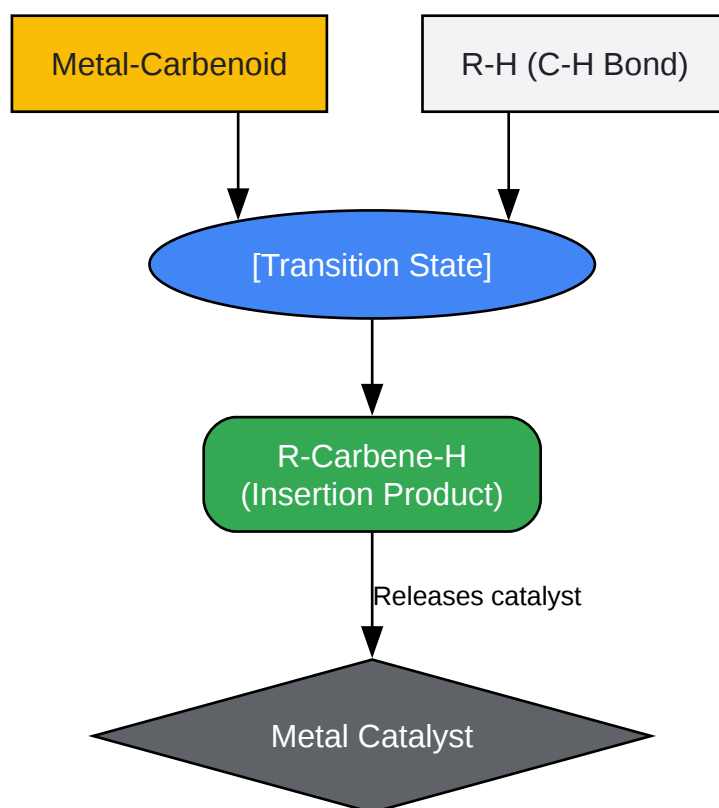 Metal-Carbenoid
R-H (C-H Bond)
[Transition State]
R-Carbene-H
(Insertion Product)
Releases catalyst
Metal Catalyst